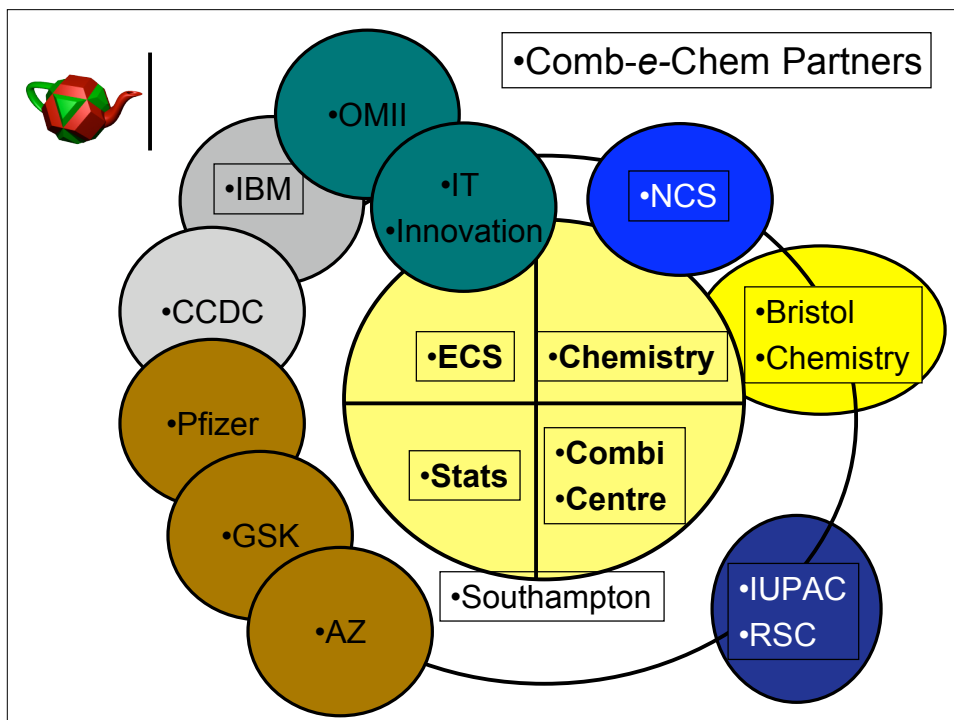 •Comb-e-Chem Partners
•OMII
•IBM
•IT
•Innovation
•NCS
•CCDC
•Bristol
•Chemistry
•ECS
•Chemistry
•Pfizer
•Stats
•Combi
•Centre
•GSK
•Southampton
•IUPAC
•RSC
•AZ